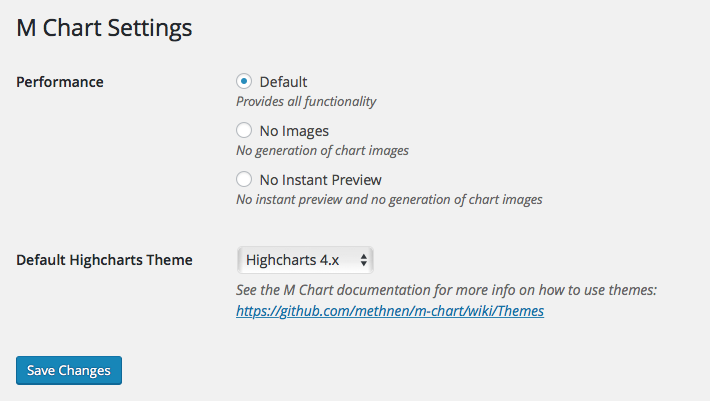 M Chart Settings
Performance
Default
Provides all functionality
No Images
No generation of chart images
No Instant Preview
No instant preview and no generation of chart images
Default Highcharts Theme
Highcharts 4.x
See the M Chart documentation for more info on how to use themes:
https://github.com/methnen/m-chart/wiki/Themes
Save Changes